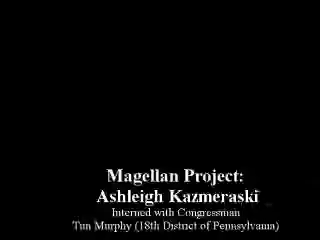 Magellan Project:
Ashleigh Kazmeraski
Interned with Congressman
Tim Murphy (18th District of Pennsylvania)